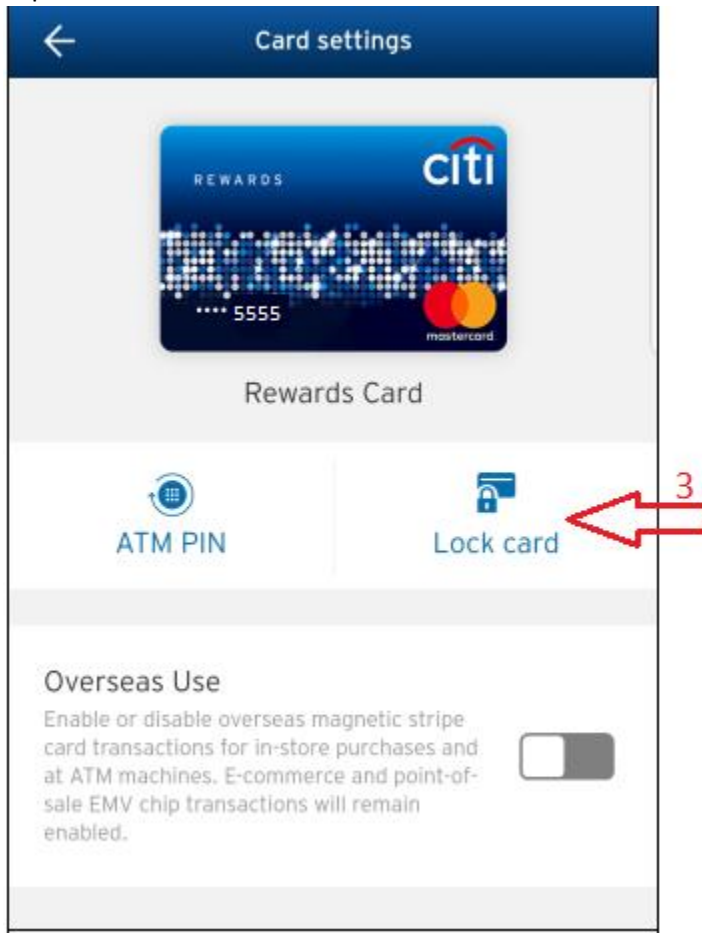 Card settings
REWARDS
citi
•••• 5555
mastercard
Rewards Card
3
ATM PIN
Lock card
Overseas Use
Enable or disable overseas magnetic stripe
card transactions for in-store purchases and
at ATM machines. E-commerce and point-of-
sale EMV chip transactions will remain
enabled.